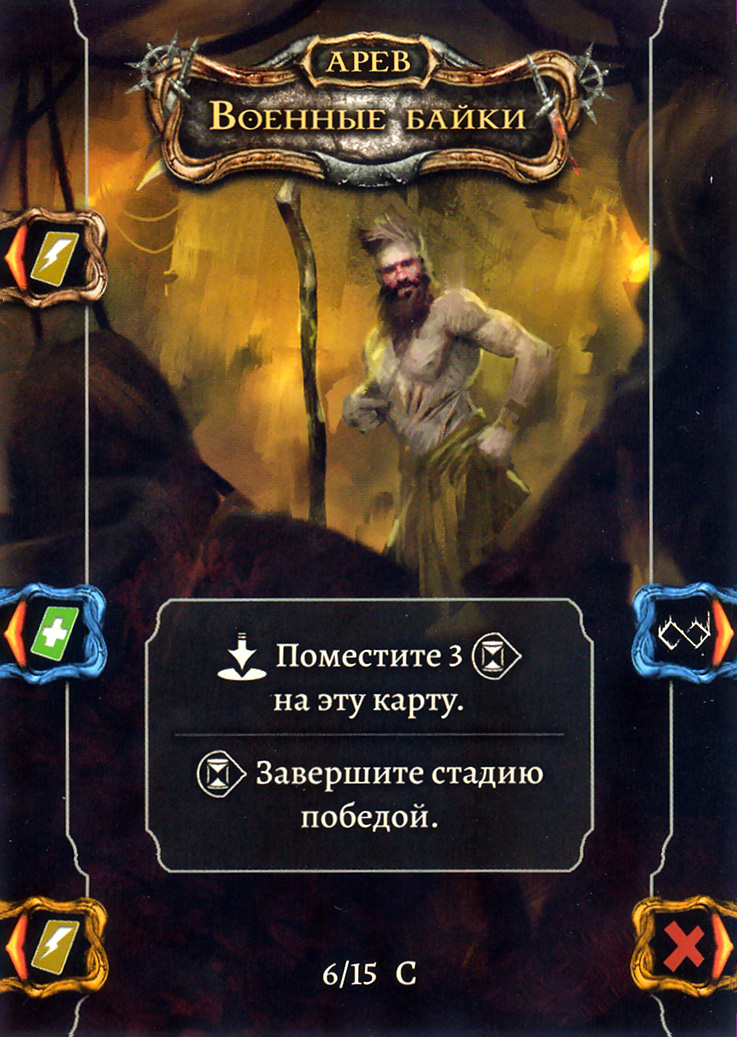 АРЕВ
Военные байки
Поместите 3
на эту карту.
Завершите стадию
победой.
6/15 С